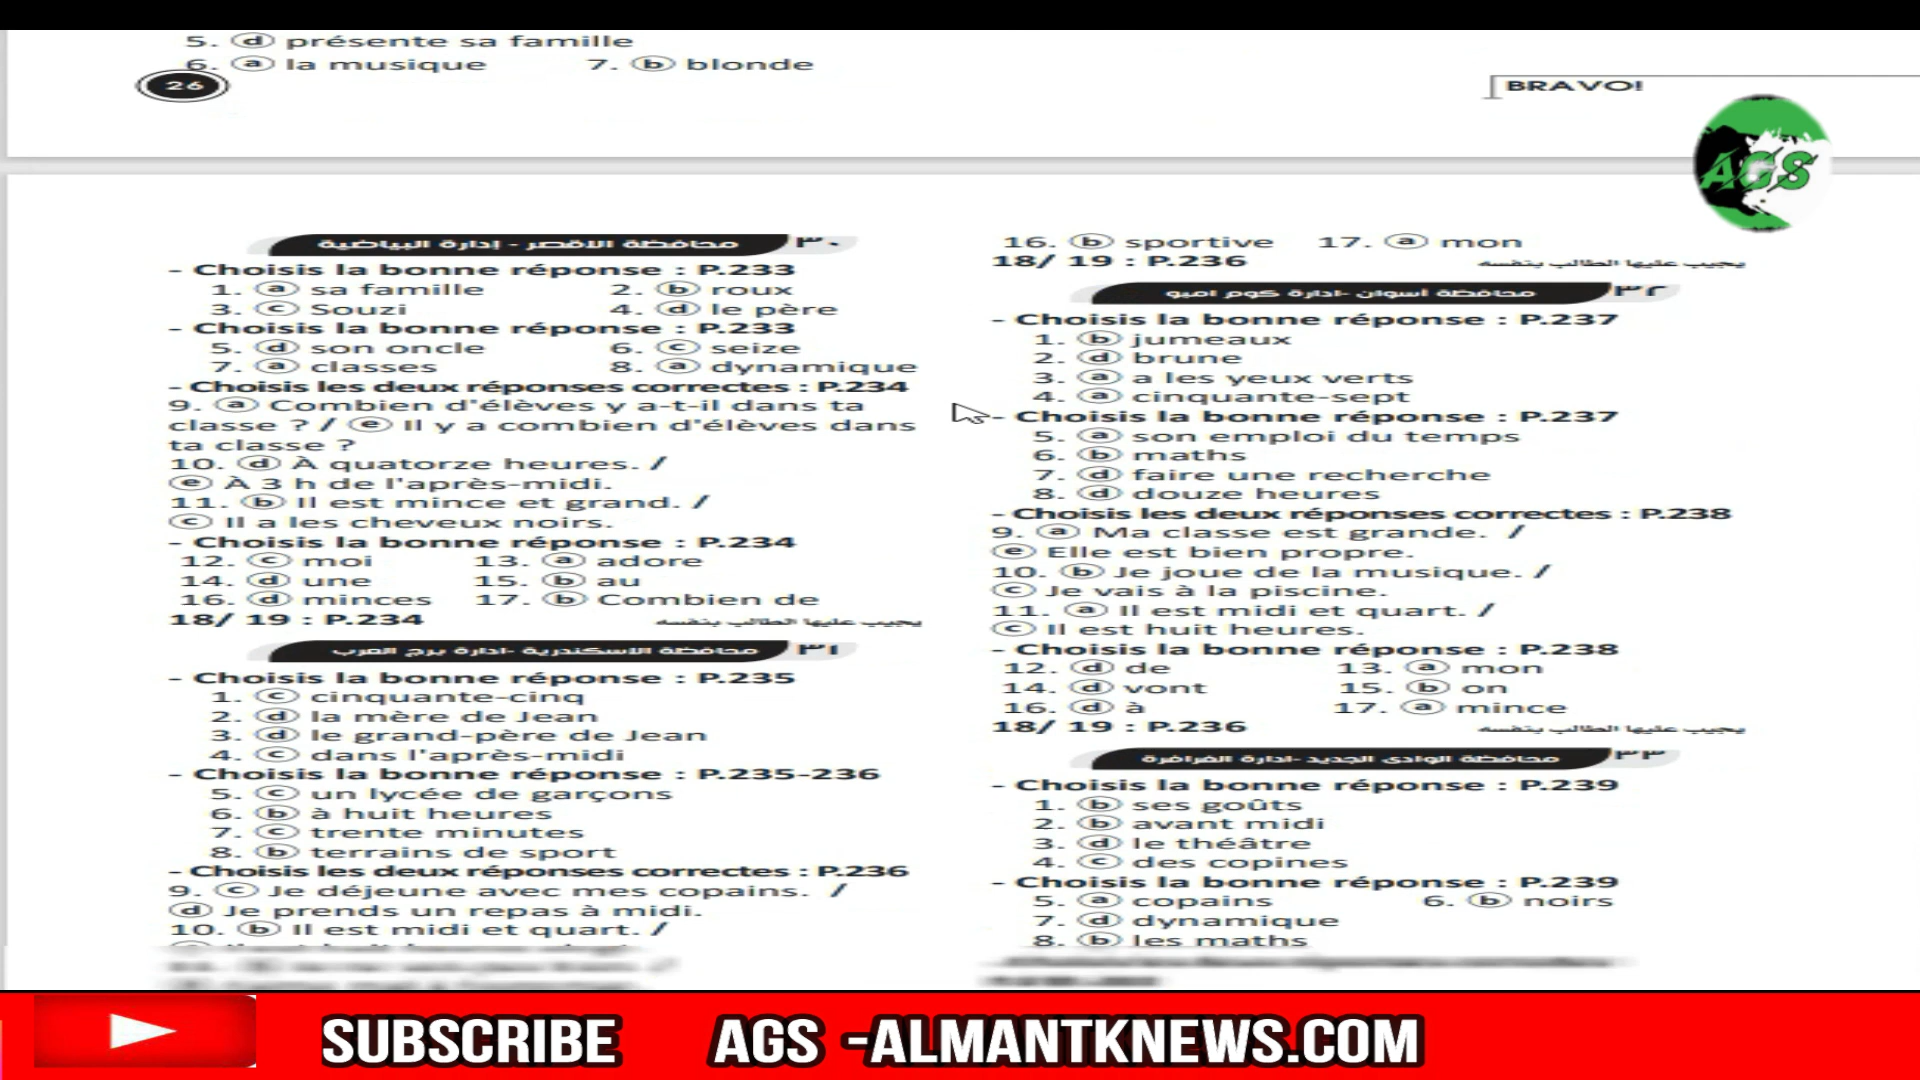 5. d présente sa famille
6. a la musique 7. b blonde
26
BRAVO!
AGS
٣٠ محافظة الاقصر - إدارة البياضية
- Choisis la bonne réponse : P.233
1. a sa famille 2. b roux
3. c Souzi 4. d le père
- Choisis la bonne réponse : P.233
5. d son oncle 6. c seize
7. a classes 8. a dynamique
- Choisis les deux réponses correctes : P.234
9. a Combien d'élèves y a-t-il dans ta
classe ? / e Il y a combien d'élèves dans
ta classe ?
10. d À quatorze heures. /
e À 3 h de l'après-midi.
11. b Il est mince et grand. /
c Il a les cheveux noirs.
- Choisis la bonne réponse : P.234
12. c moi 13. a adore
14. d une 15. b au
16. d minces 17. b Combien de
18/ 19 : P.234 يجيب عليها الطالب بنفسه
٣١ محافظة الاسكندرية -ادارة برج العرب
- Choisis la bonne réponse : P.235
1. c cinquante-cinq
2. d la mère de Jean
3. d le grand-père de Jean
4. c dans l'après-midi
- Choisis la bonne réponse : P.235-236
5. c un lycée de garçons
6. b à huit heures
7. c trente minutes
8. b terrains de sport
- Choisis les deux réponses correctes : P.236
9. c Je déjeune avec mes copains. /
d Je prends un repas à midi.
10. b Il est midi et quart. /
16. b sportive 17. a mon
18/ 19 : P.236 يجيب عليها الطالب بنفسه
٣٢ محافظة اسوان -ادارة كوم امبو
- Choisis la bonne réponse : P.237
1. b jumeaux
2. d brune
3. a a les yeux verts
4. a cinquante-sept
- Choisis la bonne réponse : P.237
5. a son emploi du temps
6. b maths
7. d faire une recherche
8. d douze heures
- Choisis les deux réponses correctes : P.238
9. a Ma classe est grande. /
e Elle est bien propre.
10. b Je joue de la musique. /
c Je vais à la piscine.
11. a Il est midi et quart. /
c Il est huit heures.
- Choisis la bonne réponse : P.238
12. d de 13. a mon
14. d vont 15. b on
16. d à 17. a mince
18/ 19 : P.236 يجيب عليها الطالب بنفسه
٣٣ محافظة الوادى الجديد -ادارة الفرافرة
- Choisis la bonne réponse : P.239
1. b ses goûts
2. b avant midi
3. d le théâtre
4. c des copines
- Choisis la bonne réponse : P.239
5. a copains 6. b noirs
7. d dynamique
8. b les maths
SUBSCRIBE AGS -ALMANTKNEWS.COM